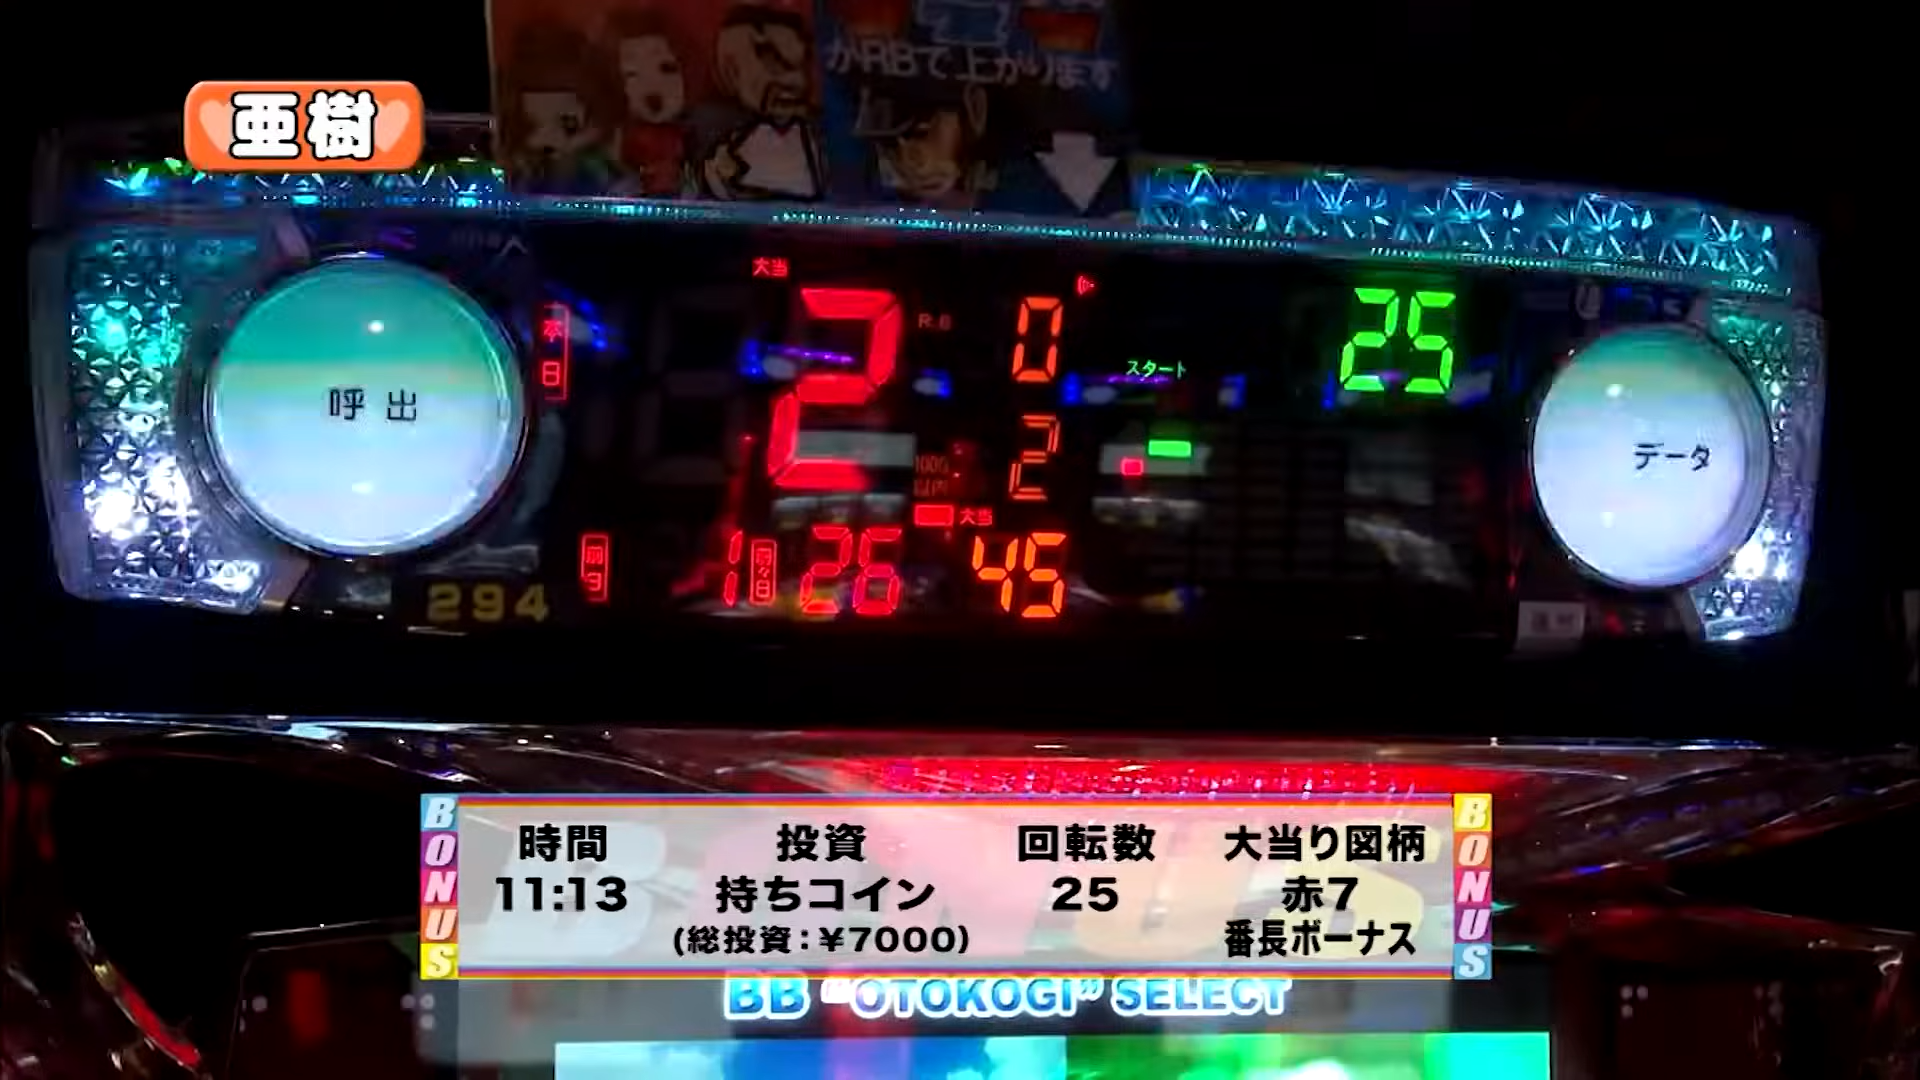 かRBで上がります
亜樹
大当
2
R.B
0
25
本日
スタート
呼出
データ
2
100G
以内
大当
前日
1
前々日
26
45
294
BONUS
時間 投資 回転数 大当り図柄
11:13 持ちコイン 25 赤7
(総投資:¥7000) 番長ボーナス
BONUS
BB "OTOKOGI" SELECT